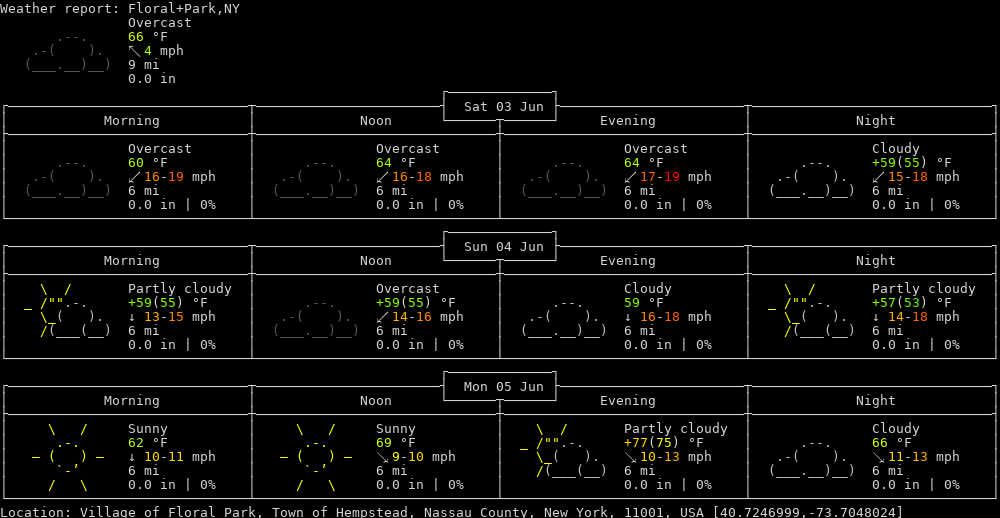 Weather report: Floral+Park,NY
Overcast
66 °F
↖ 4 mph
9 mi
0.0 in
Sat 03 Jun
Morning Noon Evening Night
Overcast Overcast Overcast Cloudy
60 °F 64 °F 64 °F +59(55) °F
↙ 16-19 mph ↙ 16-18 mph ↙ 17-19 mph ↙ 15-18 mph
6 mi 6 mi 6 mi 6 mi
0.0 in | 0% 0.0 in | 0% 0.0 in | 0% 0.0 in | 0%
Sun 04 Jun
Morning Noon Evening Night
Partly cloudy Overcast Cloudy Partly cloudy
+59(55) °F +59(55) °F 59 °F +57(53) °F
↓ 13-15 mph ↙ 14-16 mph ↓ 16-18 mph ↓ 14-18 mph
6 mi 6 mi 6 mi 6 mi
0.0 in | 0% 0.0 in | 0% 0.0 in | 0% 0.0 in | 0%
Mon 05 Jun
Morning Noon Evening Night
Sunny Sunny Partly cloudy Cloudy
62 °F 69 °F +77(75) °F 66 °F
↓ 10-11 mph ↘ 9-10 mph ↘ 10-13 mph ↘ 11-13 mph
6 mi 6 mi 6 mi 6 mi
0.0 in | 0% 0.0 in | 0% 0.0 in | 0% 0.0 in | 0%
Location: Village of Floral Park, Town of Hempstead, Nassau County, New York, 11001, USA [40.7246999,-73.7048024]